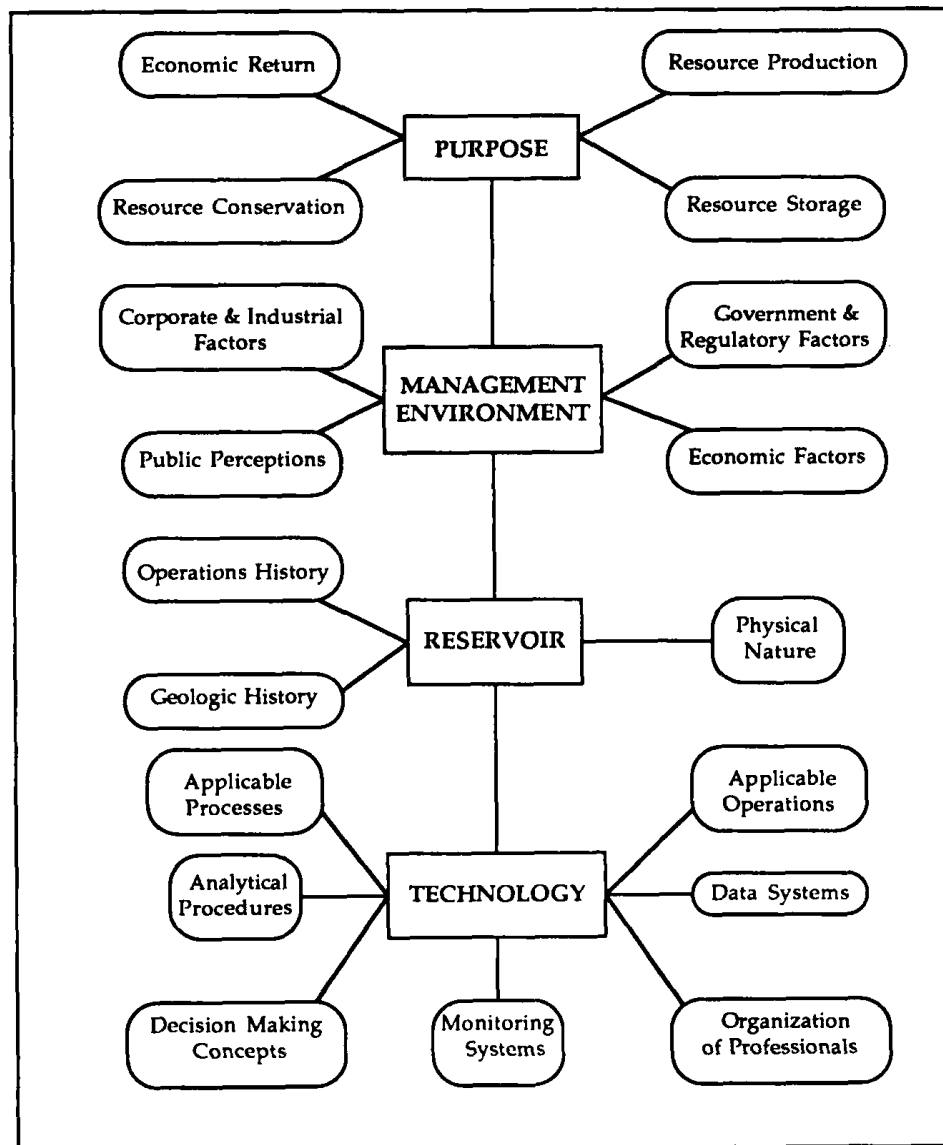 Economic Return
Resource Production
PURPOSE
Resource Conservation
Resource Storage
Corporate & Industrial
Factors
Government &
Regulatory Factors
MANAGEMENT
ENVIRONMENT
Public Perceptions
Economic Factors
Operations History
RESERVOIR
Physical
Nature
Geologic History
Applicable
Processes
Applicable
Operations
Analytical
Procedures
TECHNOLOGY
Data Systems
Decision Making
Concepts
Monitoring
Systems
Organization
of Professionals